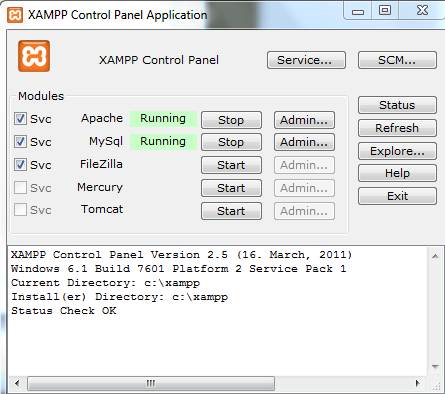 XAMPP Control Panel Application
XAMPP Control Panel
Service...
SCM...
Modules
Svc Apache Running Stop Admin...
Svc MySql Running Stop Admin...
Svc FileZilla Start Admin...
Svc Mercury Start Admin...
Svc Tomcat Start Admin...
Status
Refresh
Explore...
Help
Exit
XAMPP Control Panel Version 2.5 (16. March, 2011)
Windows 6.1 Build 7601 Platform 2 Service Pack 1
Current Directory: c:\xampp
Install(er) Directory: c:\xampp
Status Check OK